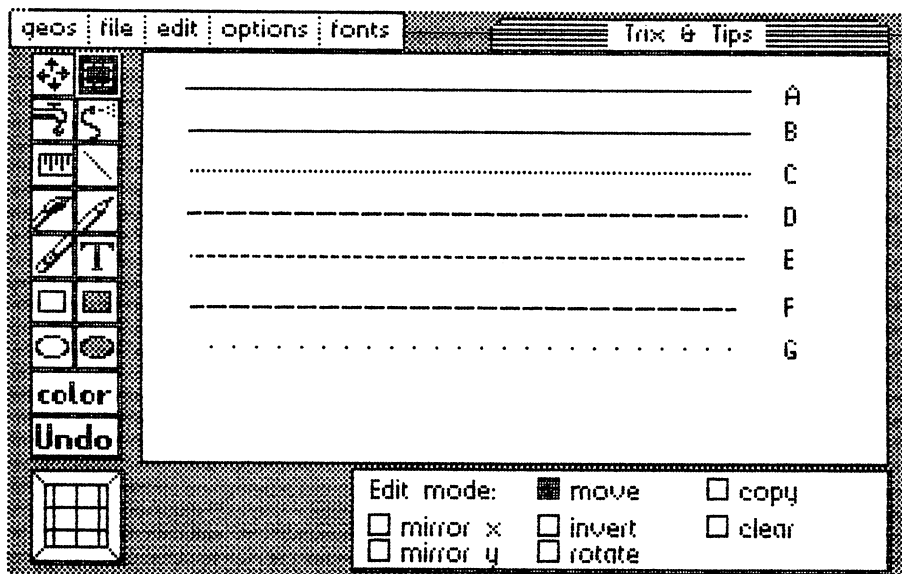 geos file edit options fonts
Trix & Tips
A
B
C
D
T
E
F
G
color
Undo
Edit mode: move copy
mirror x invert clear
mirror y rotate